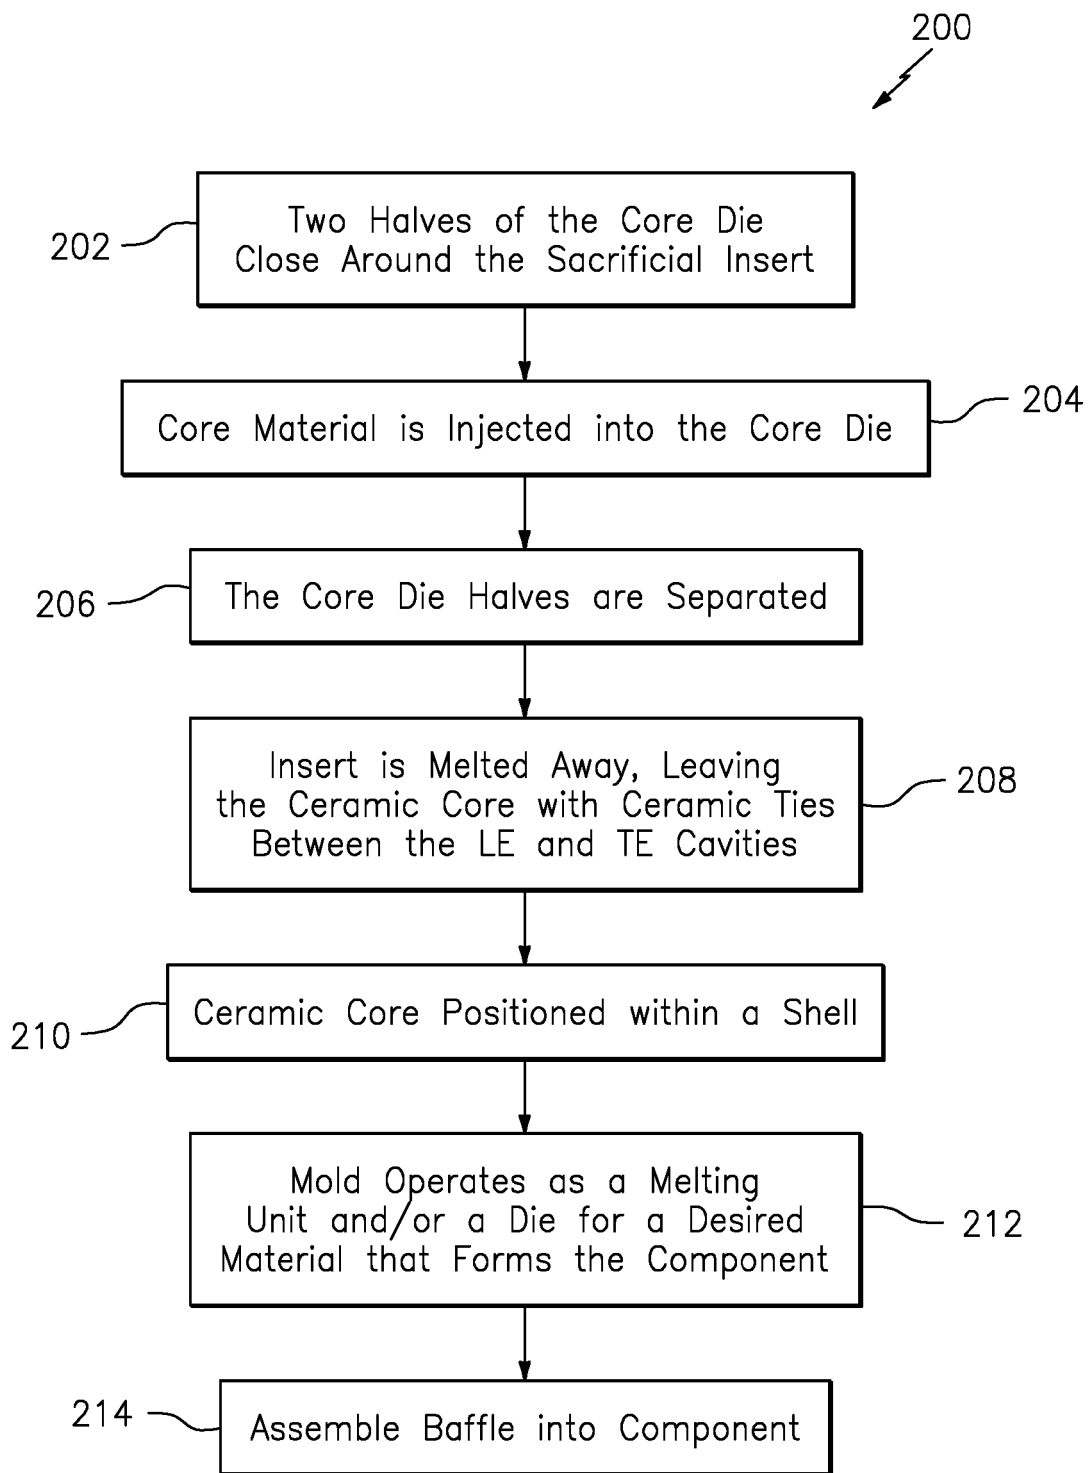 200
202
Two Halves of the Core Die
Close Around the Sacrificial Insert
204
Core Material is Injected into the Core Die
206
The Core Die Halves are Separated
208
Insert is Melted Away, Leaving
the Ceramic Core with Ceramic Ties
Between the LE and TE Cavities
210
Ceramic Core Positioned within a Shell
212
Mold Operates as a Melting
Unit and/or a Die for a Desired
Material that Forms the Component
214
Assemble Baffle into Component